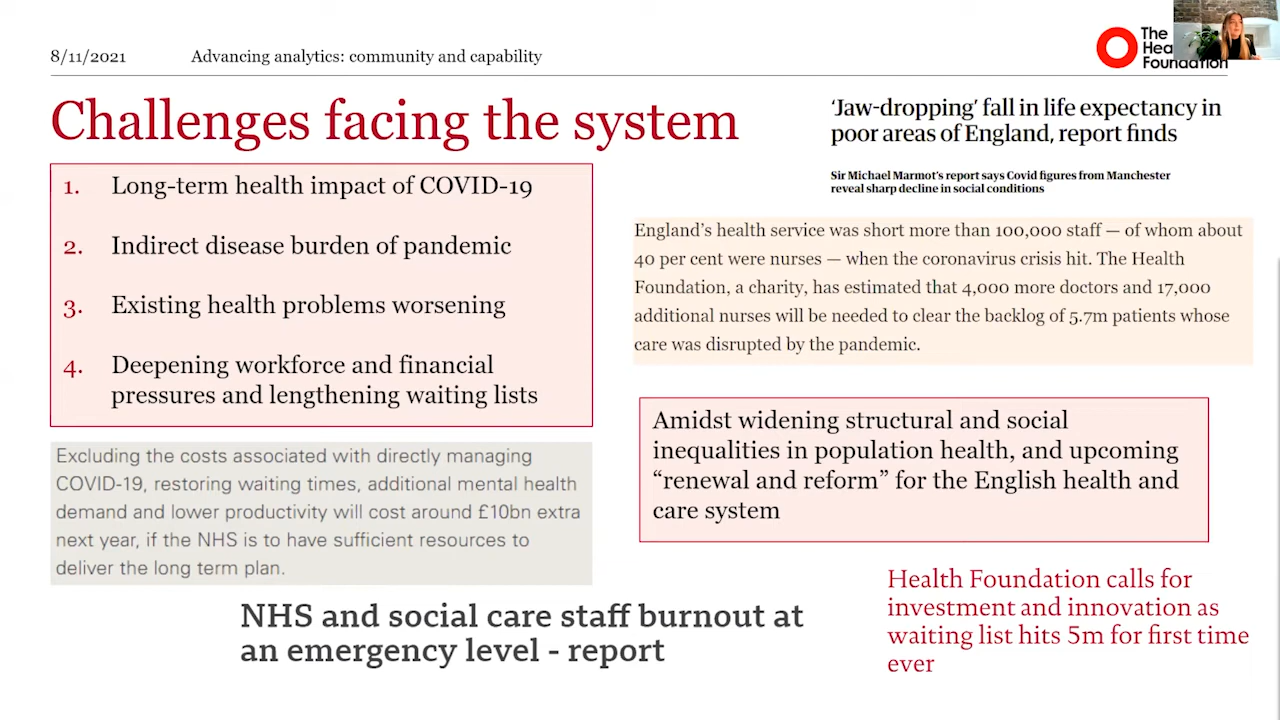 8/11/2021 Advancing analytics: community and capability
The
Hea
Foundation
Challenges facing the system
1. Long-term health impact of COVID-19
2. Indirect disease burden of pandemic
3. Existing health problems worsening
4. Deepening workforce and financial
pressures and lengthening waiting lists
Excluding the costs associated with directly managing
COVID-19, restoring waiting times, additional mental health
demand and lower productivity will cost around £10bn extra
next year, if the NHS is to have sufficient resources to
deliver the long term plan.
NHS and social care staff burnout at
an emergency level - report
‘Jaw-dropping’ fall in life expectancy in
poor areas of England, report finds
Sir Michael Marmot’s report says Covid figures from Manchester
reveal sharp decline in social conditions
England’s health service was short more than 100,000 staff — of whom about
40 per cent were nurses — when the coronavirus crisis hit. The Health
Foundation, a charity, has estimated that 4,000 more doctors and 17,000
additional nurses will be needed to clear the backlog of 5.7m patients whose
care was disrupted by the pandemic.
Amidst widening structural and social
inequalities in population health, and upcoming
“renewal and reform” for the English health and
care system
Health Foundation calls for
investment and innovation as
waiting list hits 5m for first time
ever